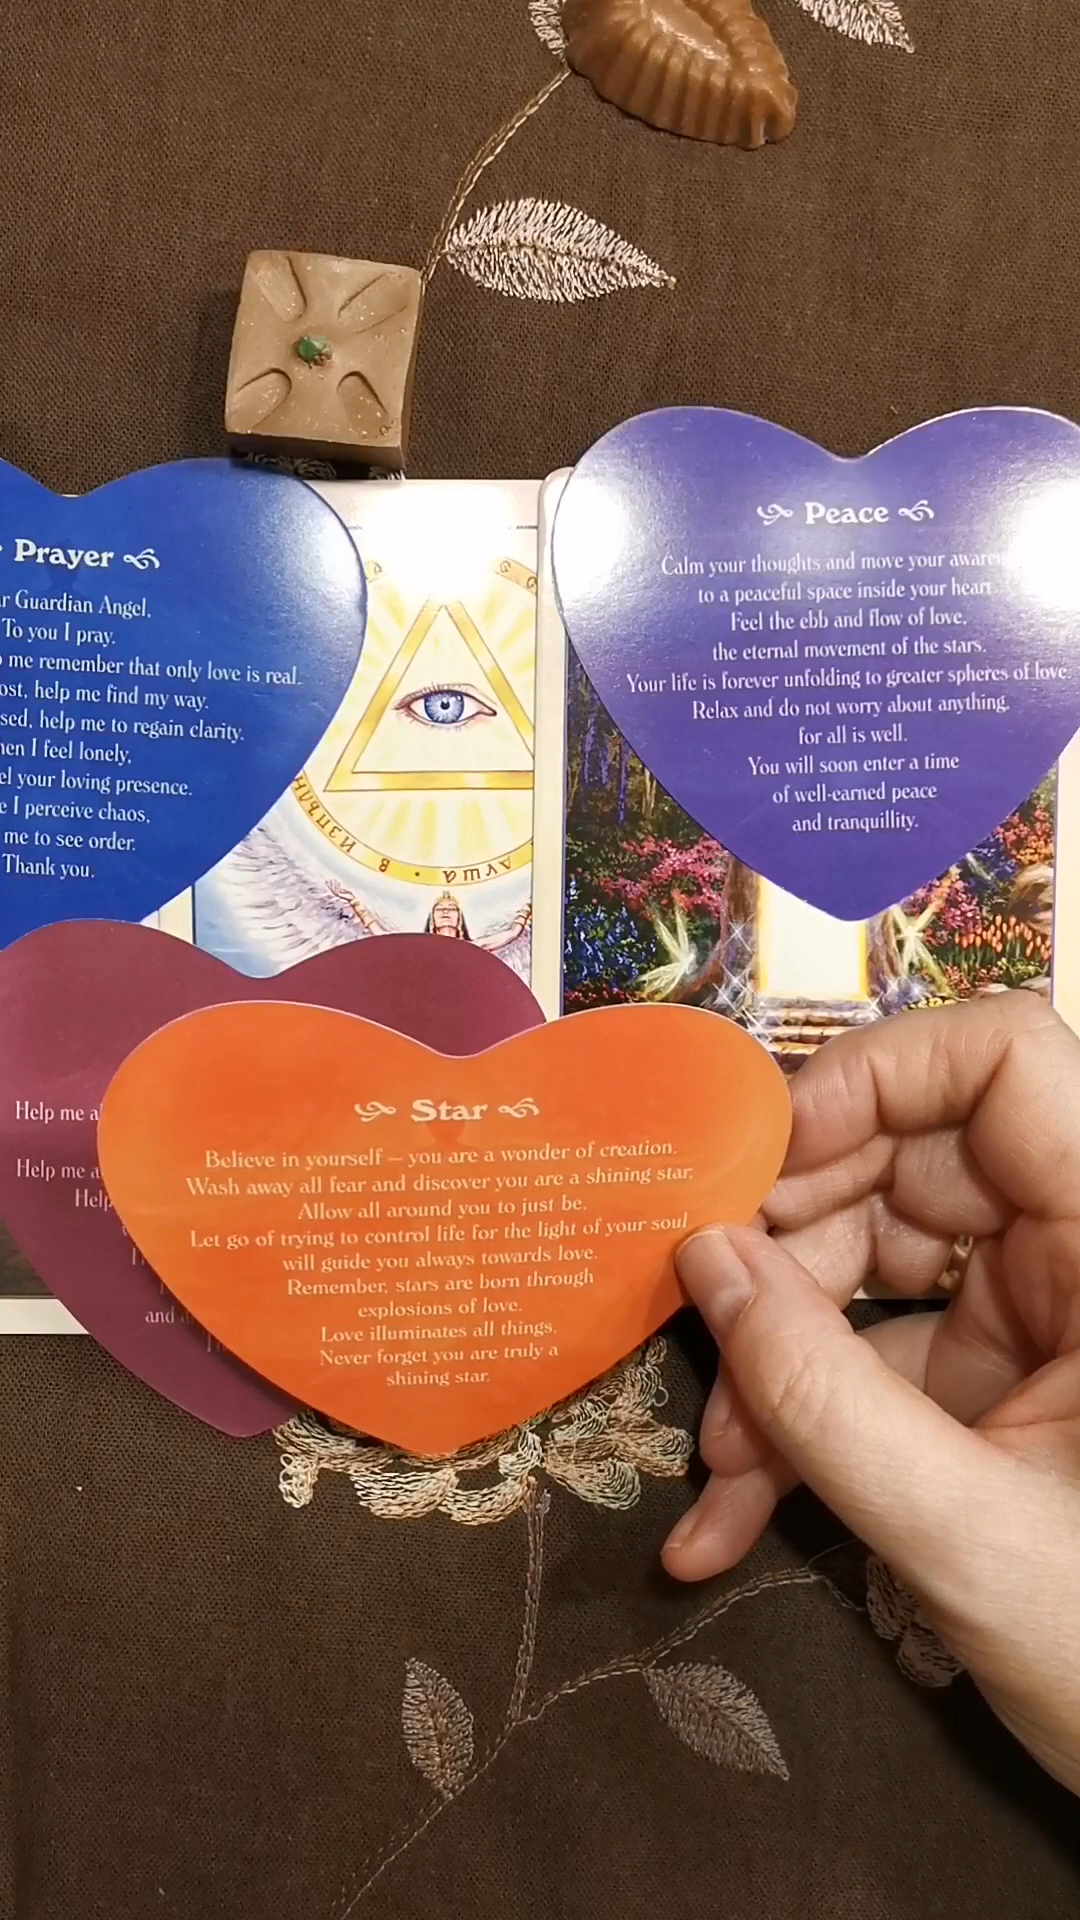 Prayer
Guardian Angel,
To you I pray.
me remember that only love is real.
help me find my way.
help me to regain clarity.
I feel lonely,
your loving presence.
I perceive chaos,
me to see order.
Thank you.
Peace
Calm your thoughts and move your
to a peaceful space inside your heart.
Feel the ebb and flow of love,
the eternal movement of the stars.
Your life is forever unfolding to greater spheres of love.
Relax and do not worry about anything,
for all is well.
You will soon enter a time
of well-earned peace
and tranquillity.
В ИЗЦЕЛЯ
• ДУША
Help me
Help me
Help
and
Star
Believe in yourself – you are a wonder of creation.
Wash away all fear and discover you are a shining star.
Allow all around you to just be.
Let go of trying to control life for the light of your soul
will guide you always towards love.
Remember, stars are born through
explosions of love.
Love illuminates all things.
Never forget you are truly a
shining star.